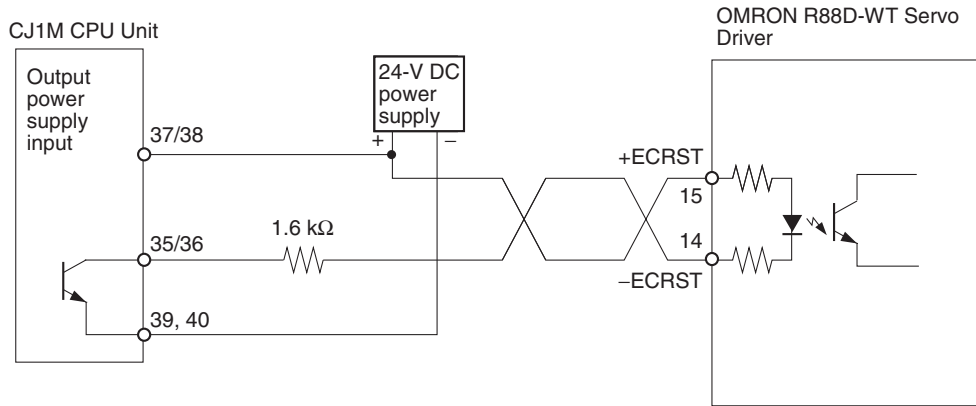 CJ1M CPU Unit
OMRON R88D-WT Servo
Driver
Output
power
supply
input
24-V DC
power
supply
+
−
37/38
+ECRST
15
1.6 kΩ
35/36
14
−ECRST
39, 40